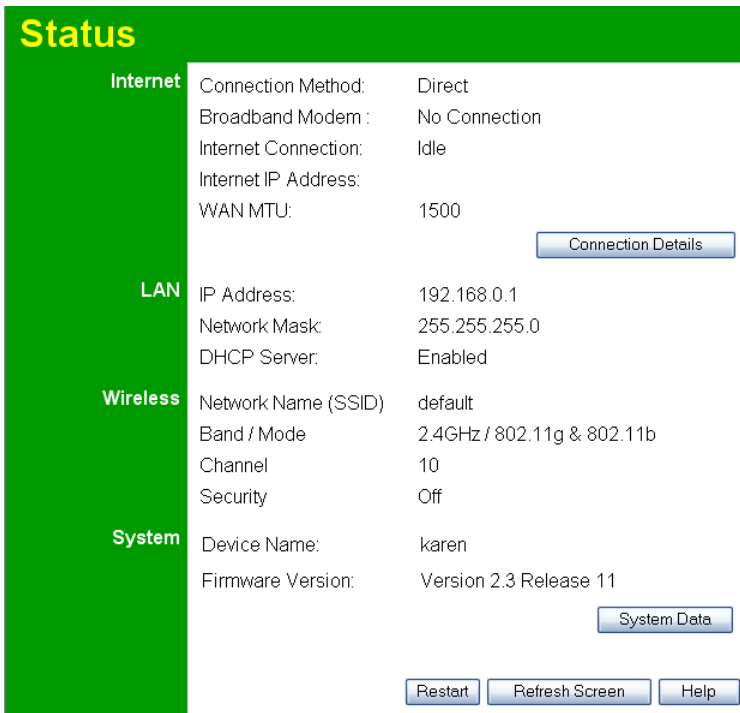 Status
Internet Connection Method: Direct
Broadband Modem : No Connection
Internet Connection: Idle
Internet IP Address:
WAN MTU: 1500
Connection Details
LAN IP Address: 192.168.0.1
Network Mask: 255.255.255.0
DHCP Server: Enabled
Wireless Network Name (SSID) default
Band / Mode 2.4GHz / 802.11g & 802.11b
Channel 10
Security Off
System Device Name: karen
Firmware Version: Version 2.3 Release 11
System Data
Restart Refresh Screen Help